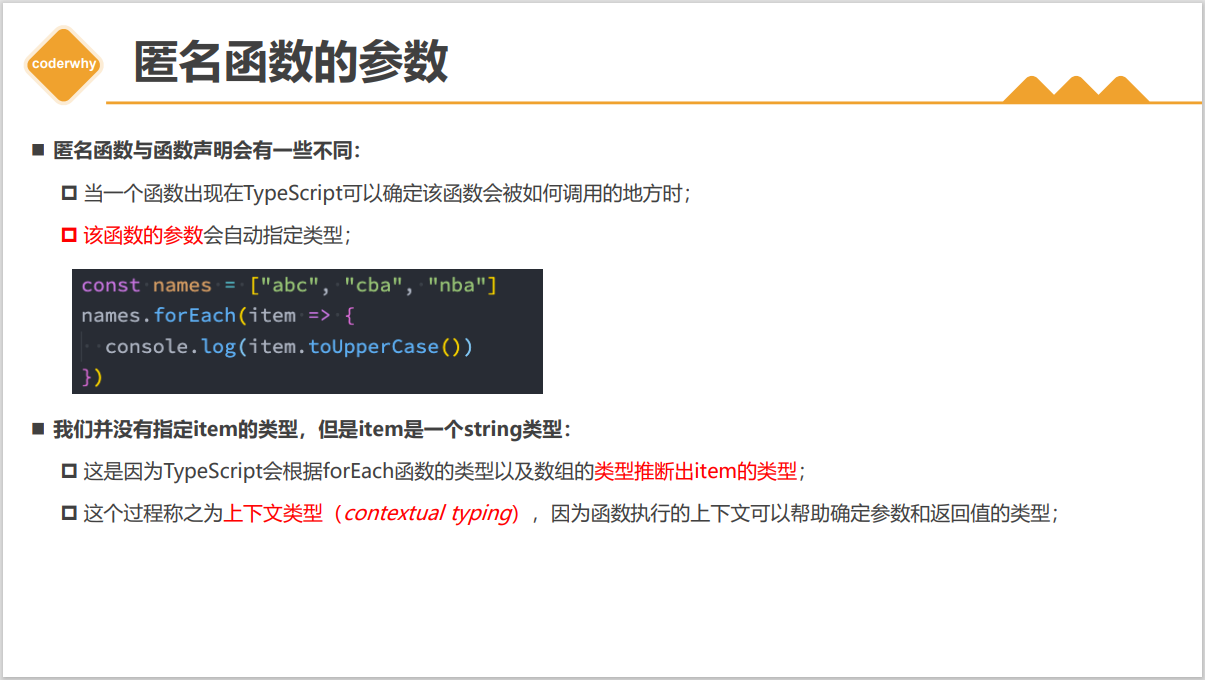 coderwhy
匿名函数的参数
匿名函数与函数声明会有一些不同：
当一个函数出现在TypeScript可以确定该函数会被如何调用的地方时；
该函数的参数会自动指定类型；
const names = ["abc", "cba", "nba"]
names.forEach(item => {
  console.log(item.toUpperCase())
})
我们并没有指定item的类型，但是item是一个string类型：
这是因为TypeScript会根据forEach函数的类型以及数组的类型推断出item的类型；
这个过程称之为上下文类型（contextual typing），因为函数执行的上下文可以帮助确定参数和返回值的类型；